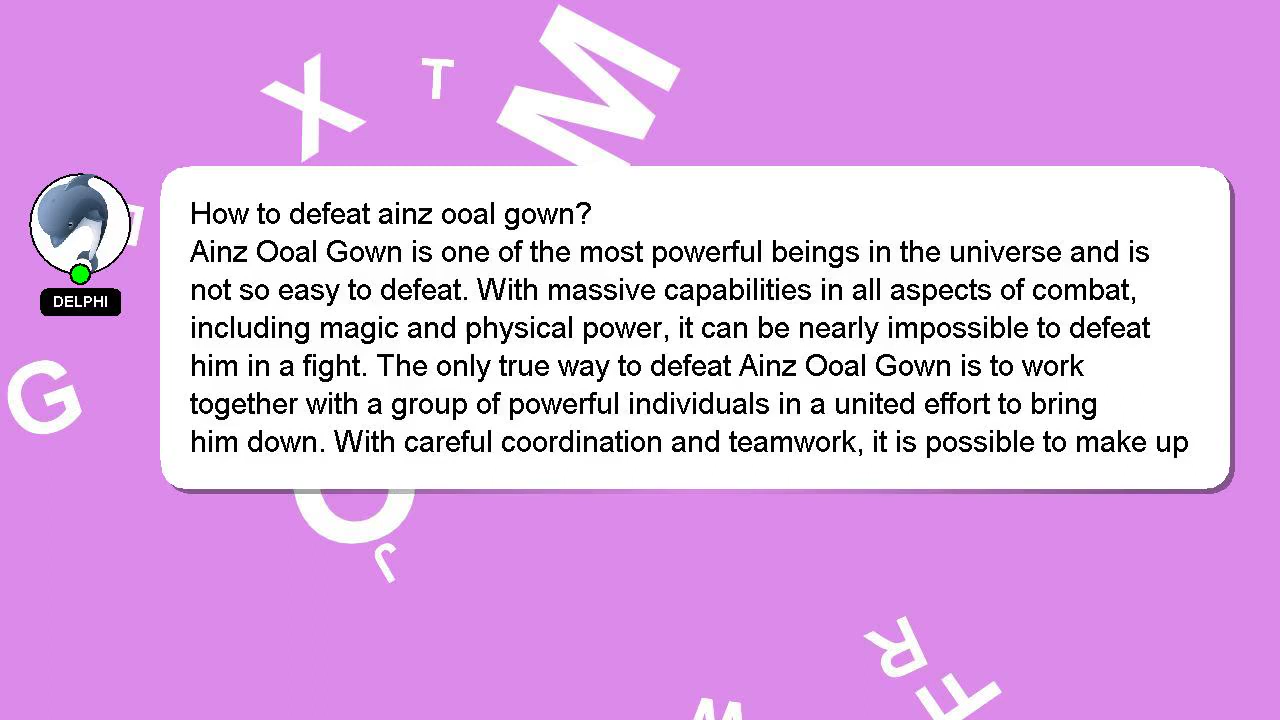 X
T
M
How to defeat ainz ooal gown?
Ainz Ooal Gown is one of the most powerful beings in the universe and is
not so easy to defeat. With massive capabilities in all aspects of combat,
including magic and physical power, it can be nearly impossible to defeat
him in a fight. The only true way to defeat Ainz Ooal Gown is to work
together with a group of powerful individuals in a united effort to bring
him down. With careful coordination and teamwork, it is possible to make up
DELPHI
G
J
R
F
W